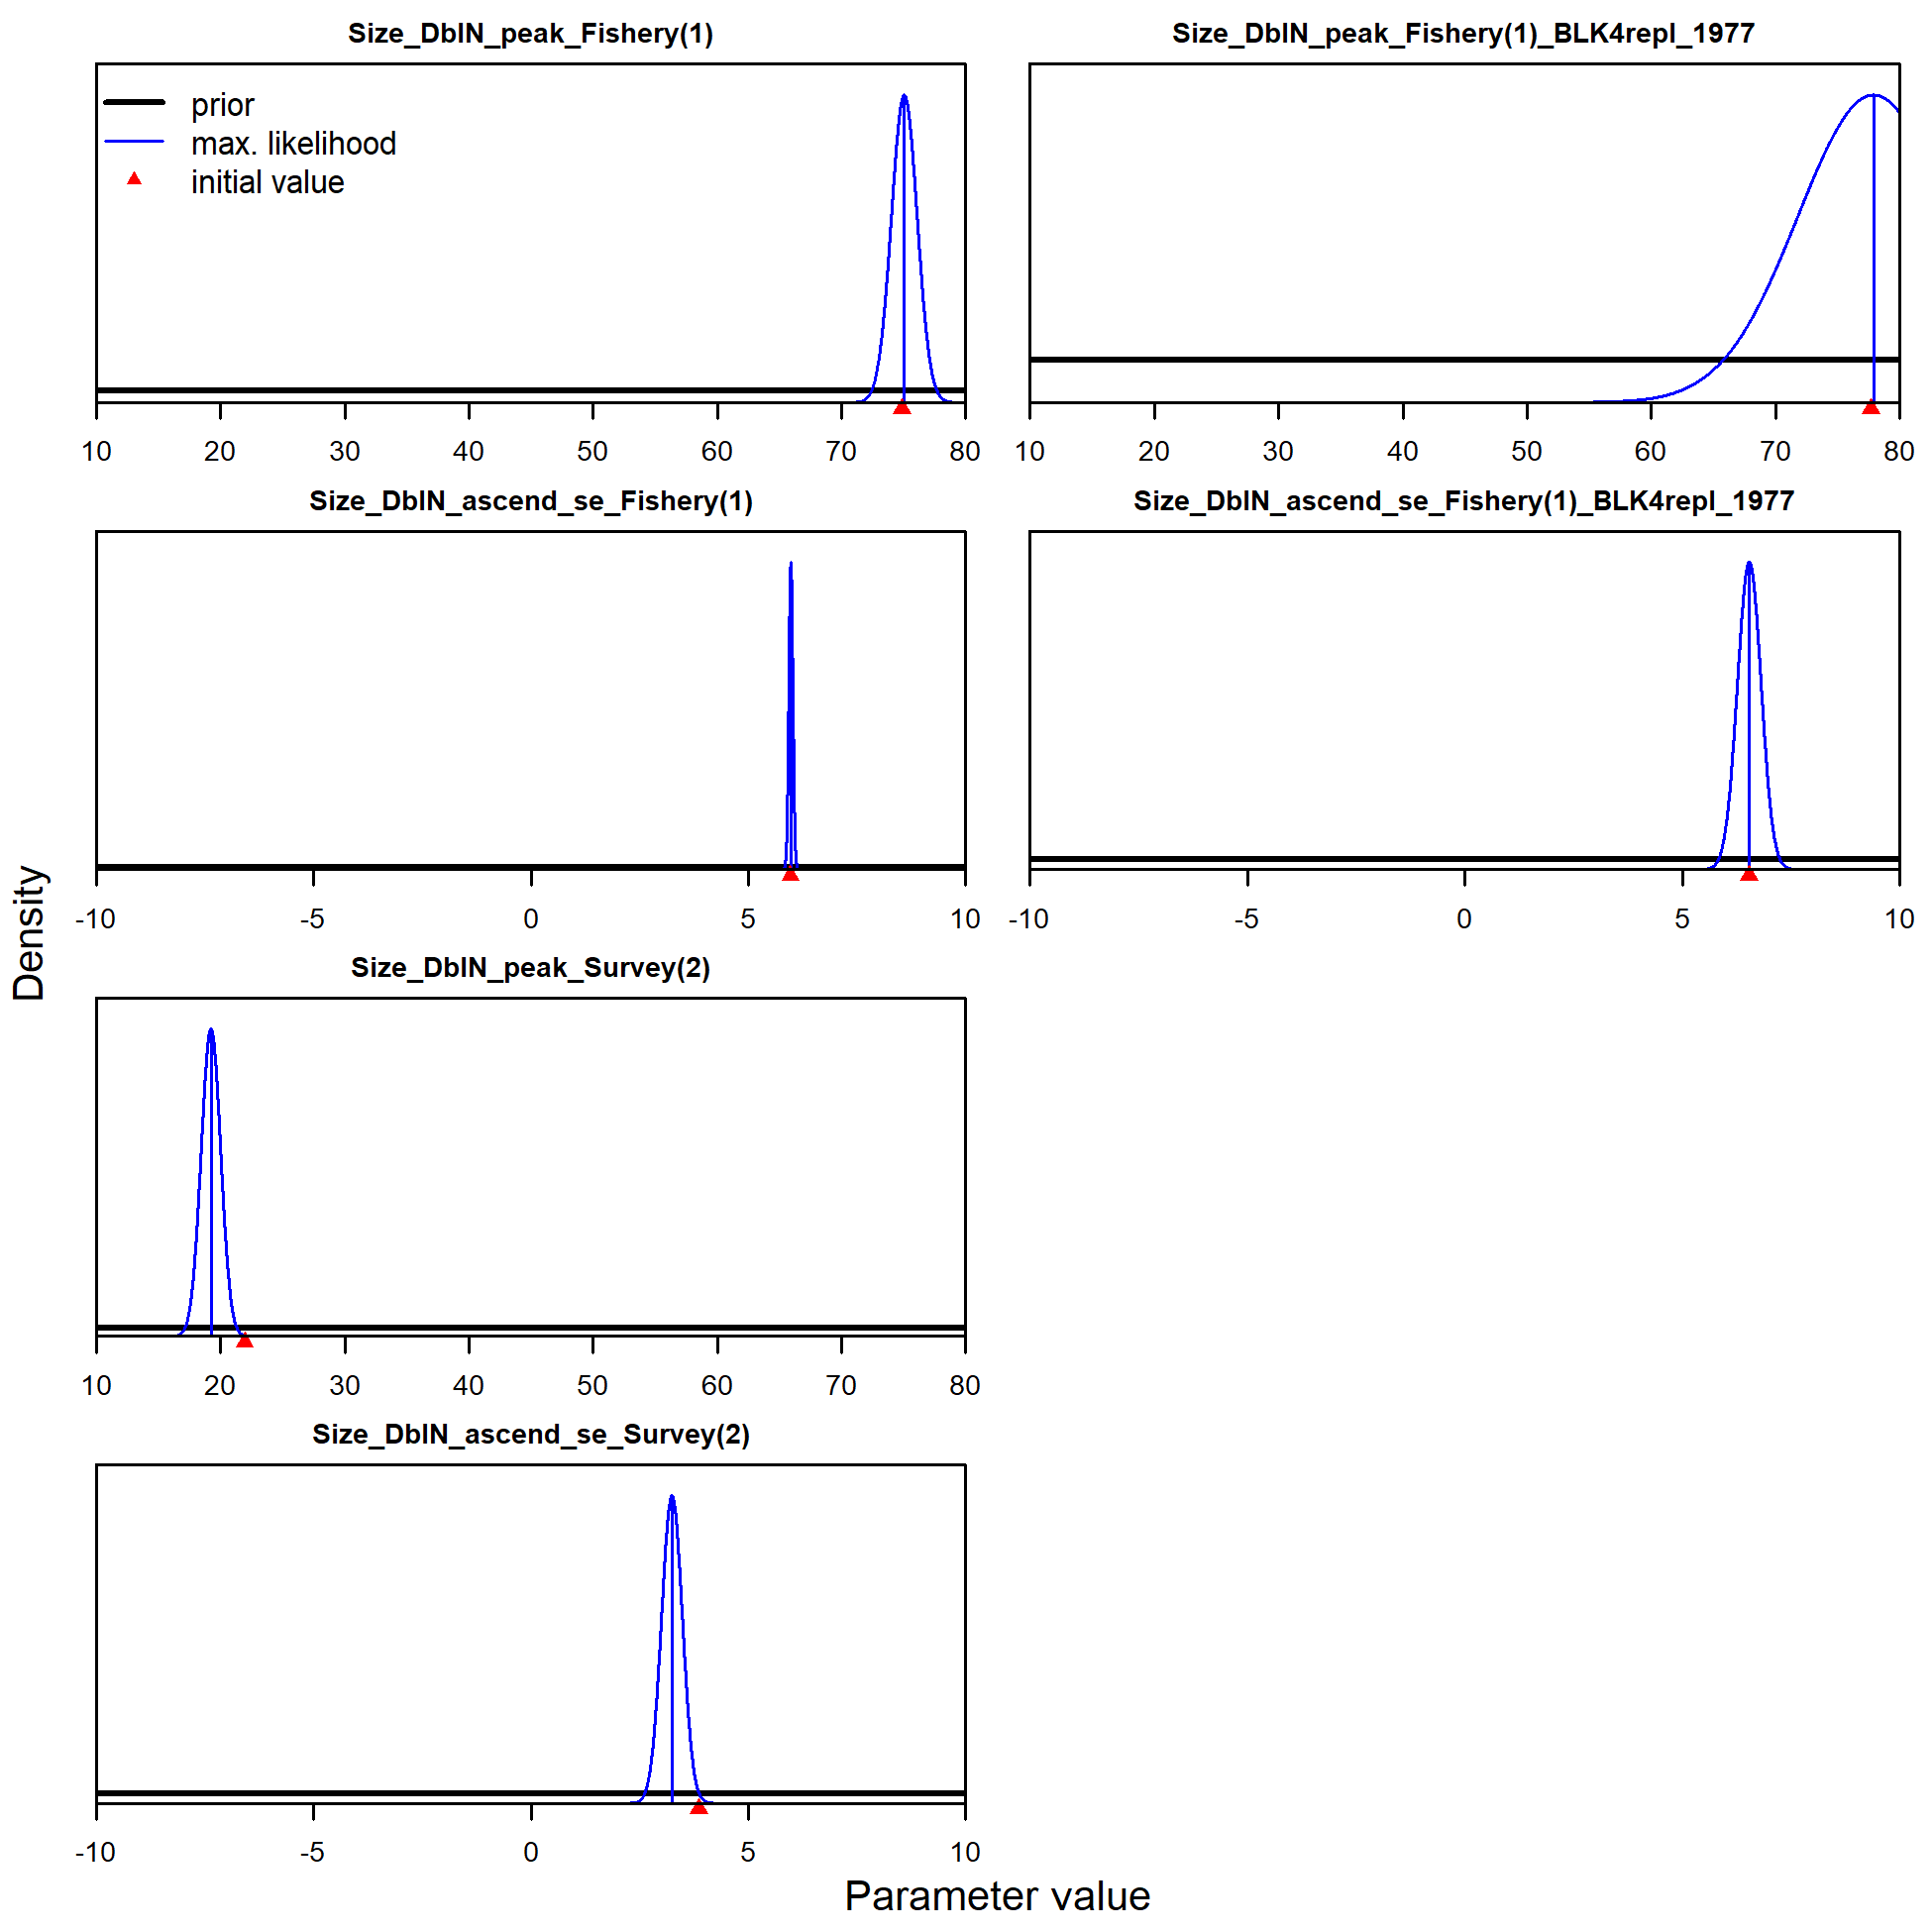 Size_DblN_peak_Fishery(1)
Size_DblN_peak_Fishery(1)_BLK4repl_1977
prior
max. likelihood
initial value
10 20 30 40 50 60 70 80
10 20 30 40 50 60 70 80
Size_DblN_ascend_se_Fishery(1)
Size_DblN_ascend_se_Fishery(1)_BLK4repl_1977
-10 -5 0 5 10
-10 -5 0 5 10
Size_DblN_peak_Survey(2)
10 20 30 40 50 60 70 80
Size_DblN_ascend_se_Survey(2)
-10 -5 0 5 10
Density
Parameter value